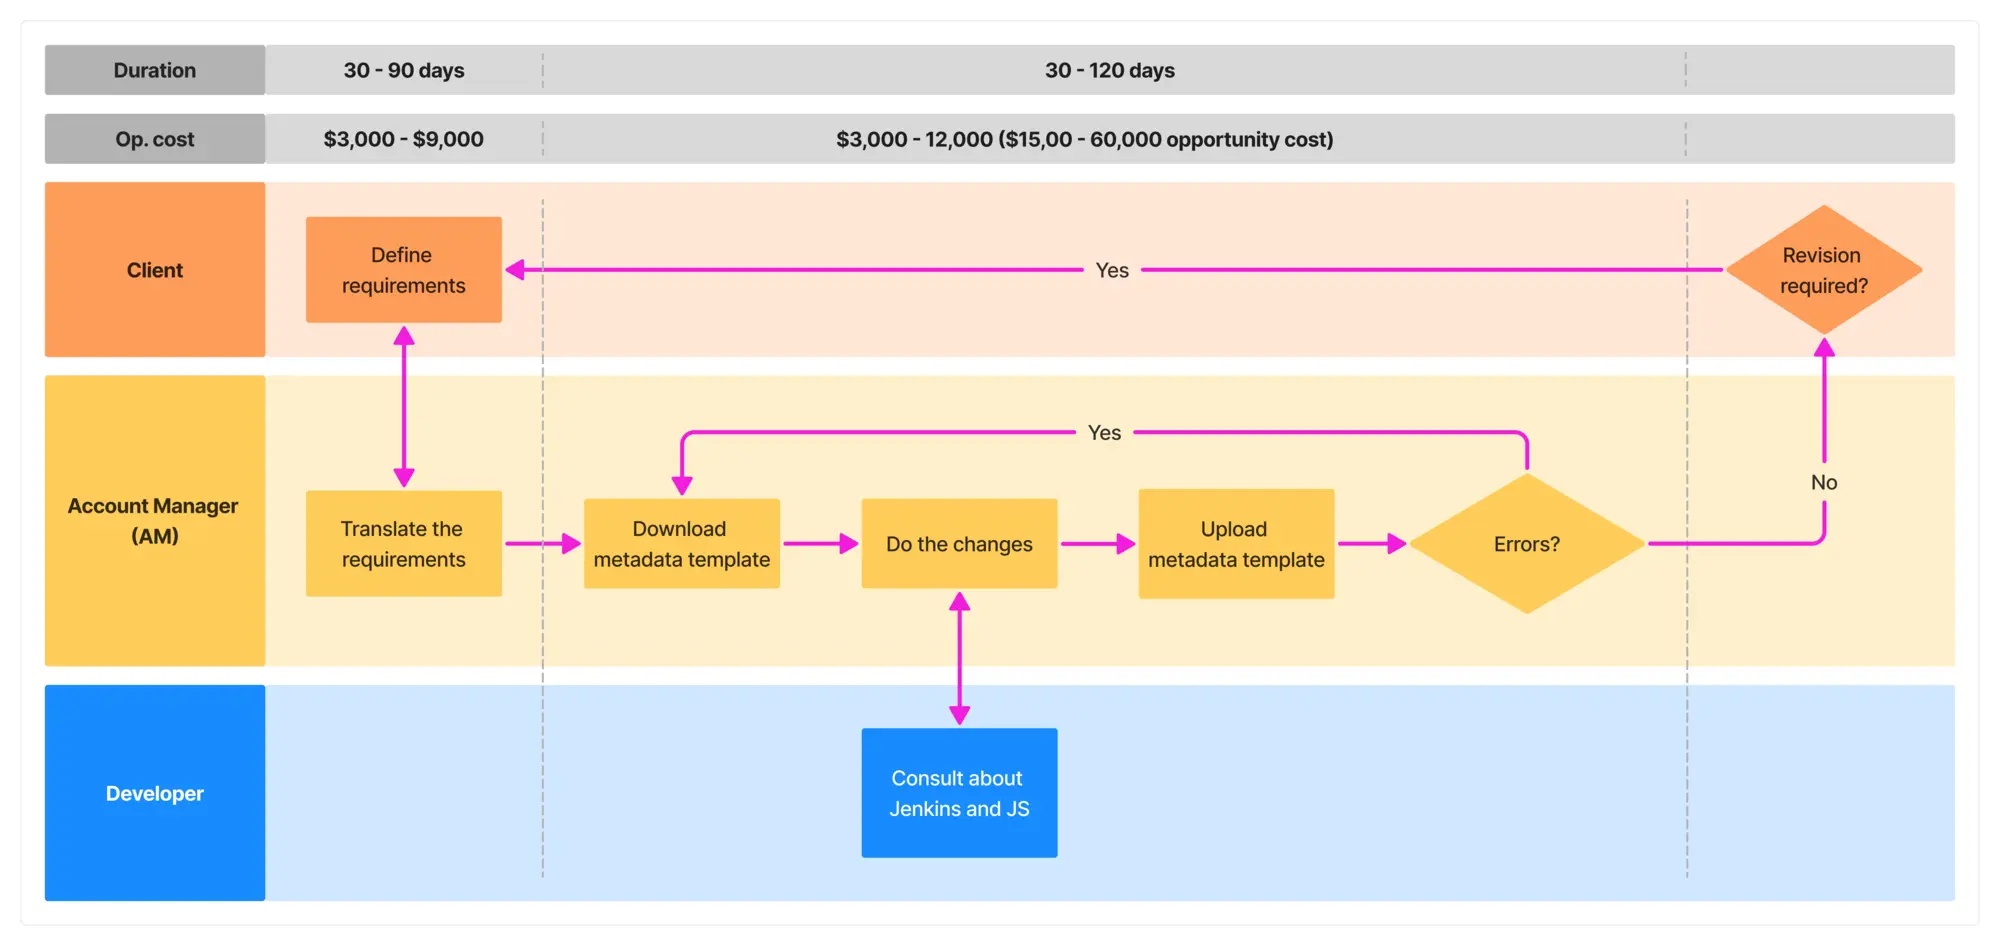 Duration
30 - 90 days
30 - 120 days
Op. cost
$3,000 - $9,000
$3,000 - 12,000 ($15,00 - 60,000 opportunity cost)
Client
Define
requirements
Yes
Revision
required?
Account Manager
(AM)
Yes
No
Translate the
requirements
Download
metadata template
Do the changes
Upload
metadata template
Errors?
Developer
Consult about
Jenkins and JS